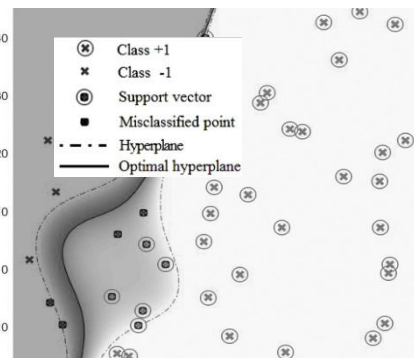 Class +1
Class -1
Support vector
Misclassified point
Hyperplane
Optimal hyperplane